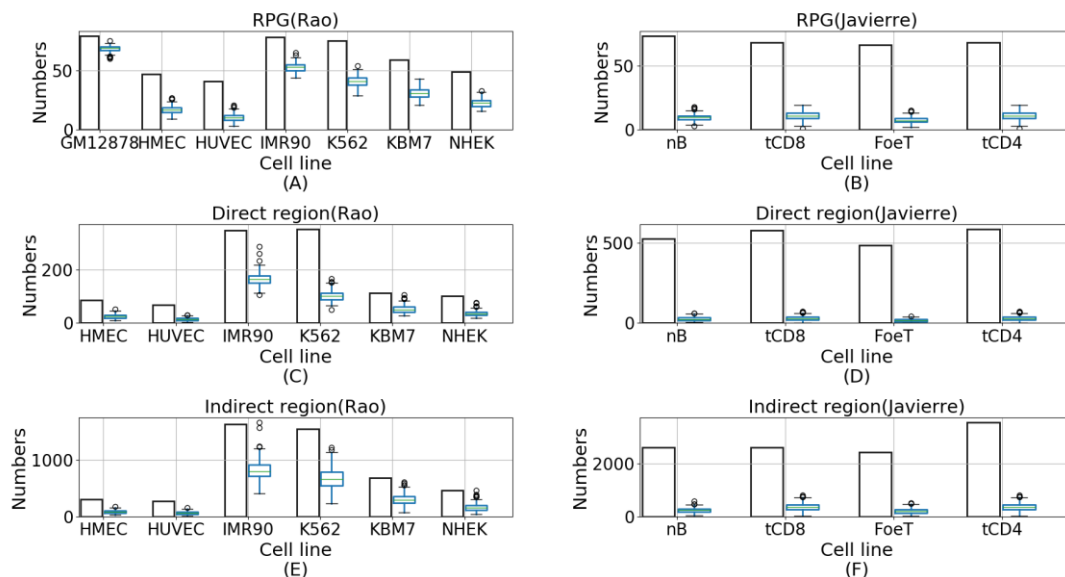 RPG(Rao)
Numbers
50
0
GM12878 HMEC HUVEC IMR90 K562 KBM7 NHEK
Cell line
(A)
RPG(Javierre)
Numbers
50
0
nB tCD8 FoeT tCD4
Cell line
(B)
Direct region(Rao)
Numbers
200
0
HMEC HUVEC IMR90 K562 KBM7 NHEK
Cell line
(C)
Direct region(Javierre)
Numbers
500
0
nB tCD8 FoeT tCD4
Cell line
(D)
Indirect region(Rao)
Numbers
1000
0
HMEC HUVEC IMR90 K562 KBM7 NHEK
Cell line
(E)
Indirect region(Javierre)
Numbers
2000
0
nB tCD8 FoeT tCD4
Cell line
(F)